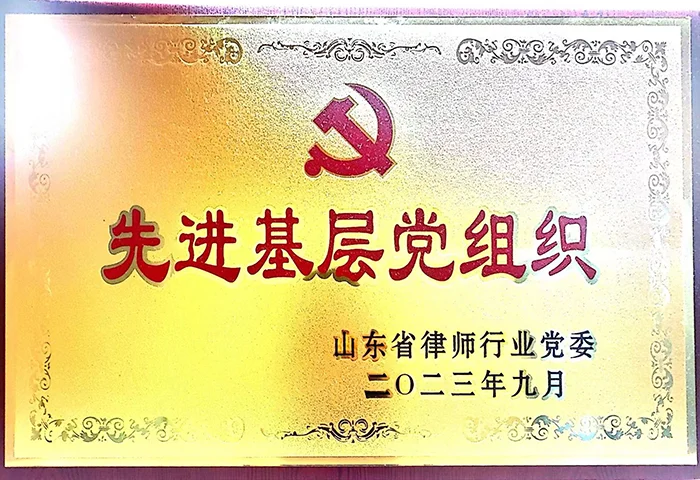 先进基层党组织
山东省律师行业党委
二〇二三年九月